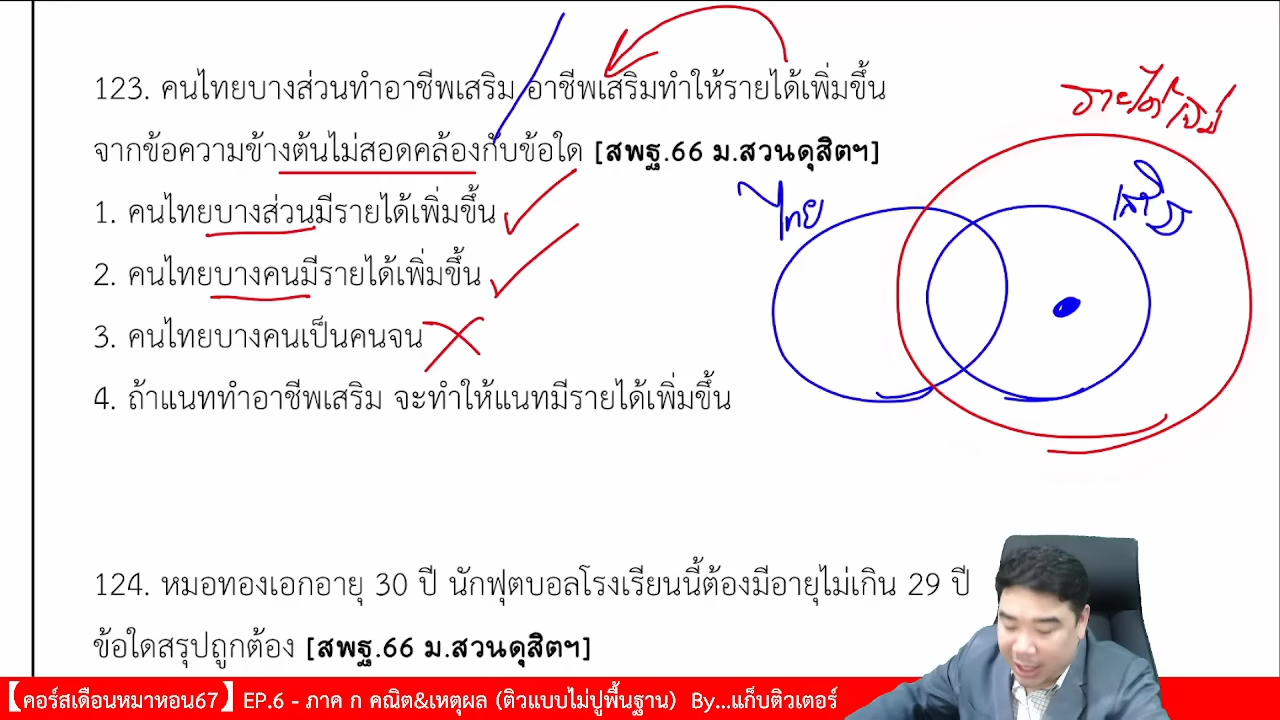 123. คนไทยบางส่วนทำอาชีพเสริม อาชีพเสริมทำให้รายได้เพิ่มขึ้น
จากข้อความข้างต้นไม่สอดคล้องกับข้อใด [สพฐ.66 ม.สวนดุสิตฯ]
1. คนไทยบางส่วนมีรายได้เพิ่มขึ้น
2. คนไทยบางคนมีรายได้เพิ่มขึ้น
3. คนไทยบางคนเป็นคนจน
4. ถ้าแนททำอาชีพเสริม จะทำให้แนทมีรายได้เพิ่มขึ้น
รายได้เพิ่ม
ไทย
เสริม
124. หมอทองเอกอายุ 30 ปี นักฟุตบอลโรงเรียนนี้ต้องมีอายุไม่เกิน 29 ปี
ข้อใดสรุปถูกต้อง [สพฐ.66 ม.สวนดุสิตฯ]
【คอร์สเดือนหมาหอน67】EP.6 - ภาค ก คณิต&เหตุผล (ติวแบบไม่ปูพื้นฐาน) By...แก็บติวเตอร์